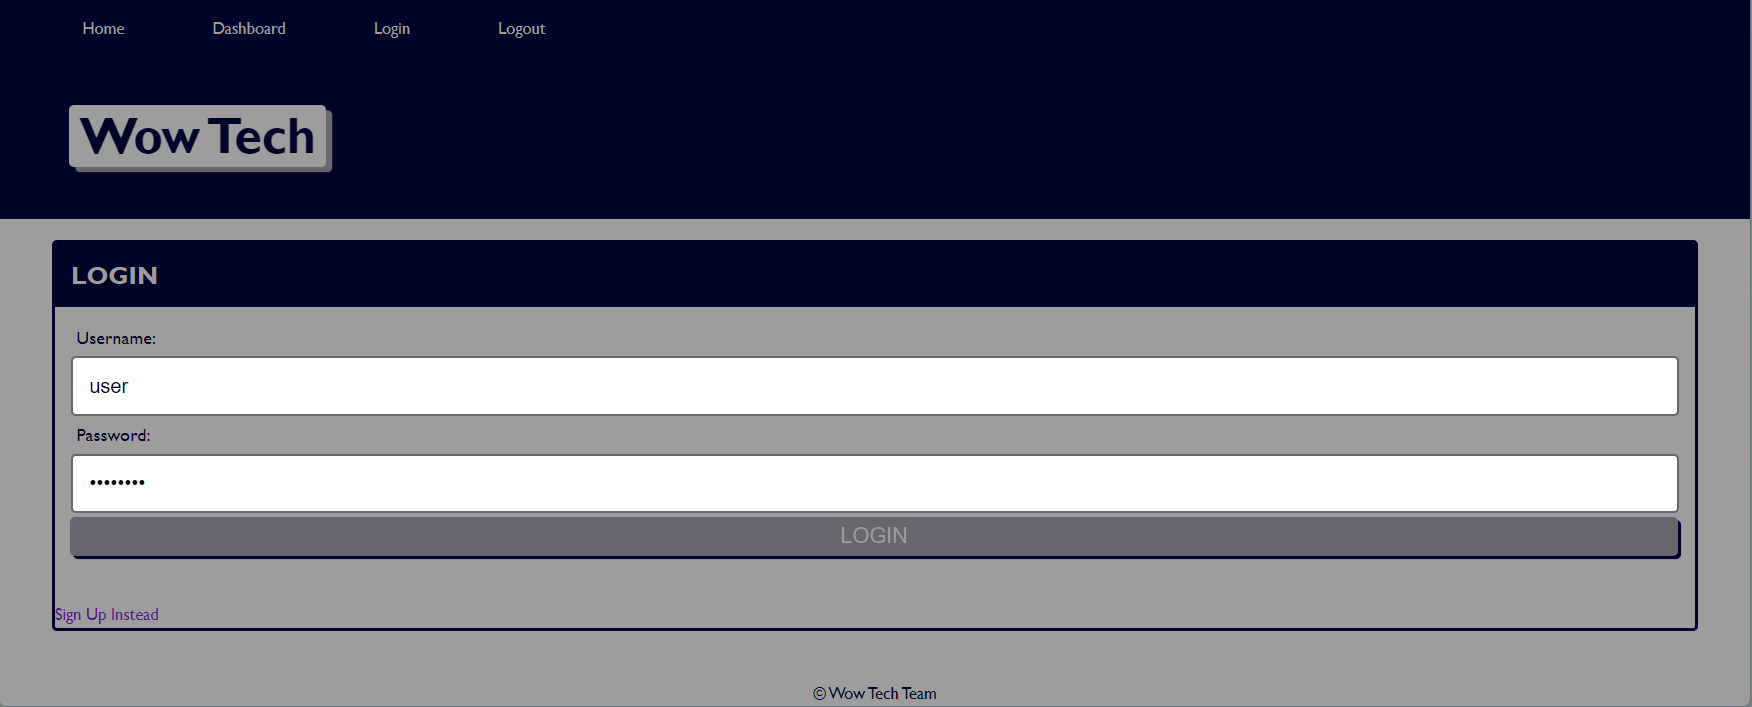 Home Dashboard Login Logout
Wow Tech
LOGIN
Username:
user
Password:
••••••••
LOGIN
Sign Up Instead
© Wow Tech Team